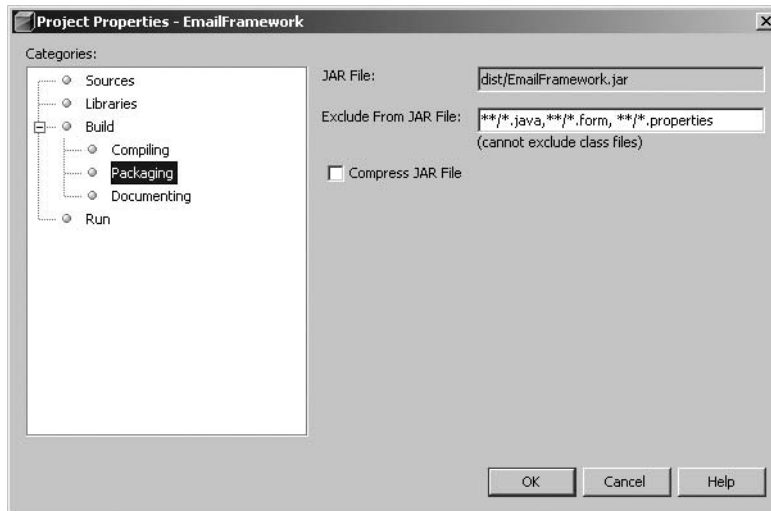 Project Properties - EmailFramework
Categories:
Sources
Libraries
Build
Compiling
Packaging
Documenting
Run
JAR File:
dist/EmailFramework.jar
Exclude From JAR File:
**/*.java,**/*.form, **/*.properties
(cannot exclude class files)
Compress JAR File
OK
Cancel
Help